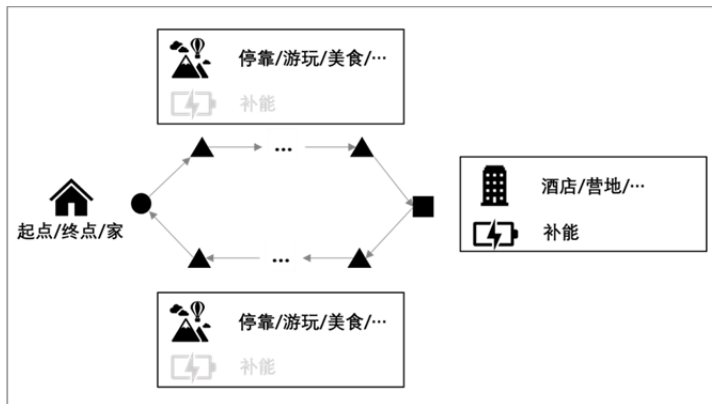 停靠/游玩/美食/…
补能
...
酒店/营地/…
起点/终点/家
补能
...
停靠/游玩/美食/…
补能